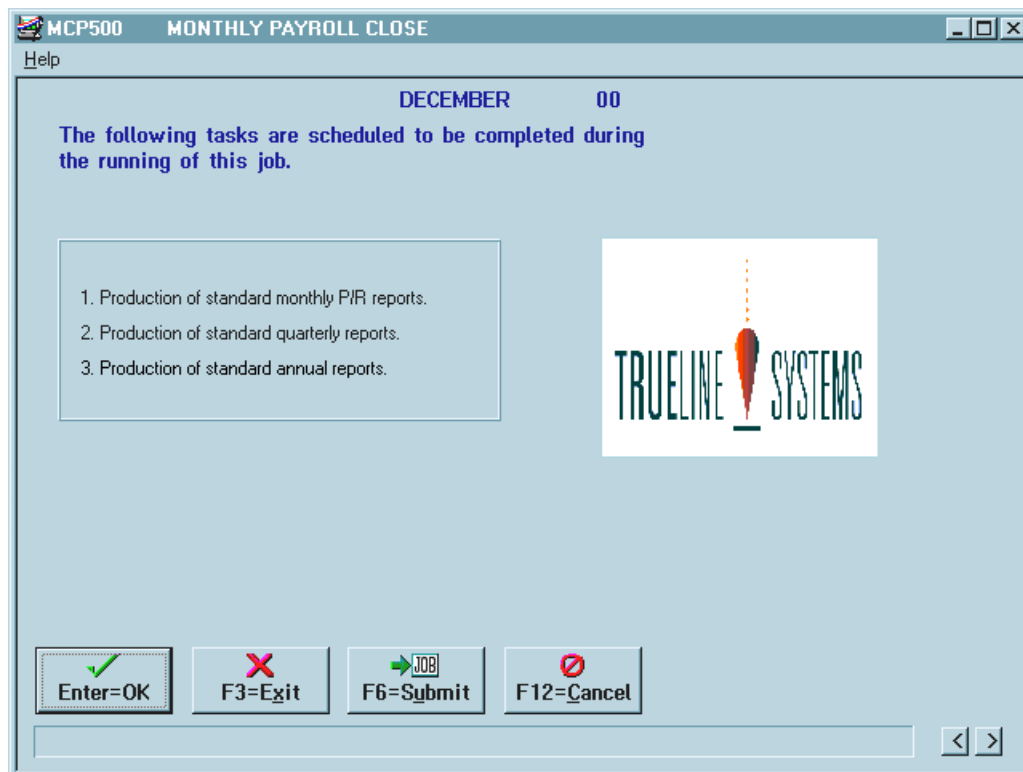 MCP500 MONTHLY PAYROLL CLOSE
Help
DECEMBER 00
The following tasks are scheduled to be completed during
the running of this job.
1. Production of standard monthly P/R reports.
2. Production of standard quarterly reports.
3. Production of standard annual reports.
TRUELINE SYSTEMS
JOB
Enter=OK F3=Exit F6=Submit F12=Cancel
< >